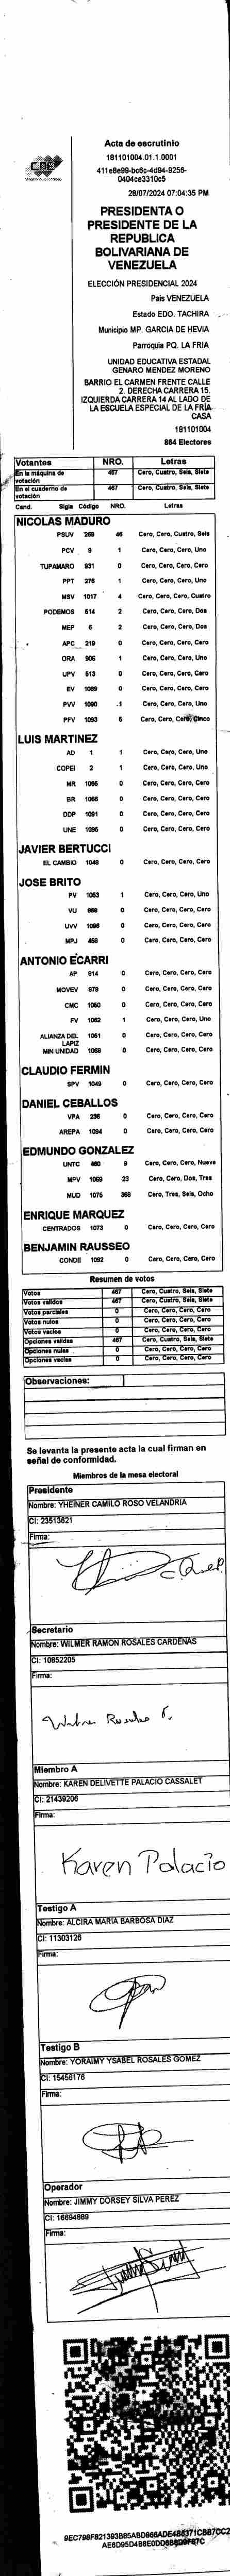 CNE
Acta de escrutinio
181101004.01.1.0001
411e8e99-bc6c-4d94-9256-
0404ce3310c5
28/07/2024 07:04:35 PM
PRESIDENTA O
PRESIDENTE DE LA
REPUBLICA
BOLIVARIANA DE
VENEZUELA
ELECCIÓN PRESIDENCIAL 2024
Pais VENEZUELA
Estado EDO. TACHIRA
Municipio MP. GARCIA DE HEVIA
Parroquia PQ. LA FRIA
UNIDAD EDUCATIVA ESTADAL
GENARO MENDEZ MORENO
BARRIO EL CARMEN FRENTE CALLE
2. DERECHA CARRERA 15.
IZQUIERDA CARRERA 14 AL LADO DE
LA ESCUELA ESPECIAL DE LA FRÍA
CASA
181101004
864 Electores
Votantes NRO. Letras
En la máquina de votación 467 Cero, Cuatro, Seis, Siete
En el cuaderno de votación 467 Cero, Cuatro, Seis, Siete
Cand. Sigla Código NRO. Letras
NICOLAS MADURO
PSUV 269 46 Cero, Cero, Cuatro, Seis
PCV 9 1 Cero, Cero, Cero, Uno
TUPAMARO 931 0 Cero, Cero, Cero, Cero
PPT 276 1 Cero, Cero, Cero, Uno
MSV 1017 4 Cero, Cero, Cero, Cuatro
PODEMOS 514 2 Cero, Cero, Cero, Dos
MEP 6 2 Cero, Cero, Cero, Dos
APC 219 0 Cero, Cero, Cero, Cero
ORA 906 1 Cero, Cero, Cero, Uno
UPV 513 0 Cero, Cero, Cero, Cero
EV 1089 0 Cero, Cero, Cero, Cero
PVV 1090 1 Cero, Cero, Cero, Uno
PFV 1093 5 Cero, Cero, Cero, Cinco
LUIS MARTINEZ
AD 1 1 Cero, Cero, Cero, Uno
COPEI 2 1 Cero, Cero, Cero, Uno
MR 1065 0 Cero, Cero, Cero, Cero
BR 1066 0 Cero, Cero, Cero, Cero
DDP 1091 0 Cero, Cero, Cero, Cero
UNE 1095 0 Cero, Cero, Cero, Cero
JAVIER BERTUCCI
EL CAMBIO 1048 0 Cero, Cero, Cero, Cero
JOSE BRITO
PV 1053 1 Cero, Cero, Cero, Uno
VU 868 0 Cero, Cero, Cero, Cero
UVV 1096 0 Cero, Cero, Cero, Cero
MPJ 458 0 Cero, Cero, Cero, Cero
ANTONIO ECARRI
AP 814 0 Cero, Cero, Cero, Cero
MOVEV 979 0 Cero, Cero, Cero, Cero
CMC 1050 0 Cero, Cero, Cero, Cero
FV 1062 1 Cero, Cero, Cero, Uno
ALIANZA DEL LAPIZ 1051 0 Cero, Cero, Cero, Cero
MIN UNIDAD 1068 0 Cero, Cero, Cero, Cero
CLAUDIO FERMIN
SPV 1049 0 Cero, Cero, Cero, Cero
DANIEL CEBALLOS
VPA 236 0 Cero, Cero, Cero, Cero
AREPA 1094 0 Cero, Cero, Cero, Cero
EDMUNDO GONZALEZ
UNTC 480 9 Cero, Cero, Cero, Nueve
MPV 1069 23 Cero, Cero, Dos, Tres
MUD 1075 368 Cero, Tres, Seis, Ocho
ENRIQUE MARQUEZ
CENTRADOS 1073 0 Cero, Cero, Cero, Cero
BENJAMIN RAUSSEO
CONDE 1092 0 Cero, Cero, Cero, Cero
Resumen de votos
Votos 467 Cero, Cuatro, Seis, Siete
Votos validos 467 Cero, Cuatro, Seis, Siete
Votos parciales 0 Cero, Cero, Cero, Cero
Votos nulos 0 Cero, Cero, Cero, Cero
Votos vacios 0 Cero, Cero, Cero, Cero
Opciones validas 467 Cero, Cuatro, Seis, Siete
Opciones nulas 0 Cero, Cero, Cero, Cero
Opciones vacias 0 Cero, Cero, Cero, Cero
Observaciones:
Se levanta la presente acta la cual firman en
señal de conformidad.
Miembros de la mesa electoral
Presidente
Nombre: YHEINER CAMILO ROSO VELANDRIA
CI: 23513621
Firma:
Secretario
Nombre: WILMER RAMON ROSALES CARDENAS
CI: 10852205
Firma:
Miembro A
Nombre: KAREN DELIVETTE PALACIO CASSALET
CI: 21439206
Firma:
Karen Palacio
Testigo A
Nombre: ALCIRA MARIA BARBOSA DIAZ
CI: 11303126
Firma:
Testigo B
Nombre: YORAIMY YSABEL ROSALES GOMEZ
CI: 15456176
Firma:
Operador
Nombre: JIMMY DORSEY SILVA PEREZ
CI: 16694889
Firma: